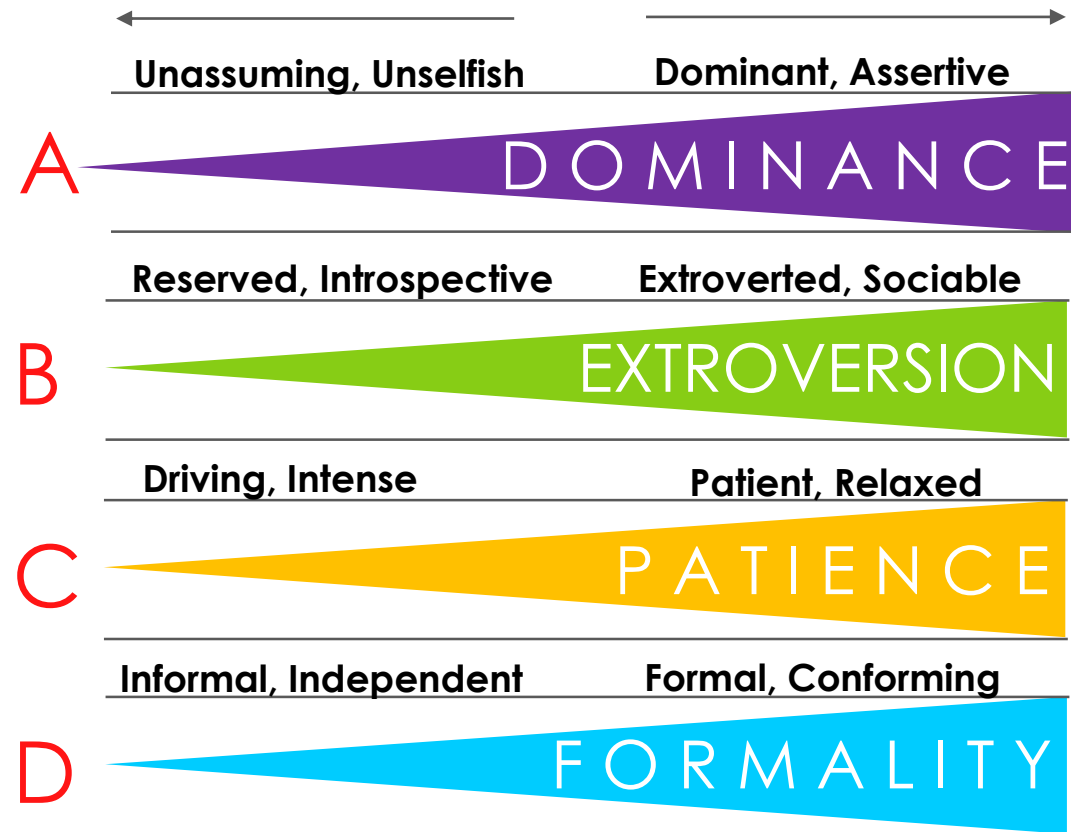 Unassuming, Unselfish Dominant, Assertive
A DOMINANCE
Reserved, Introspective Extroverted, Sociable
B EXTROVERSION
Driving, Intense Patient, Relaxed
C PATIENCE
Informal, Independent Formal, Conforming
D FORMALITY